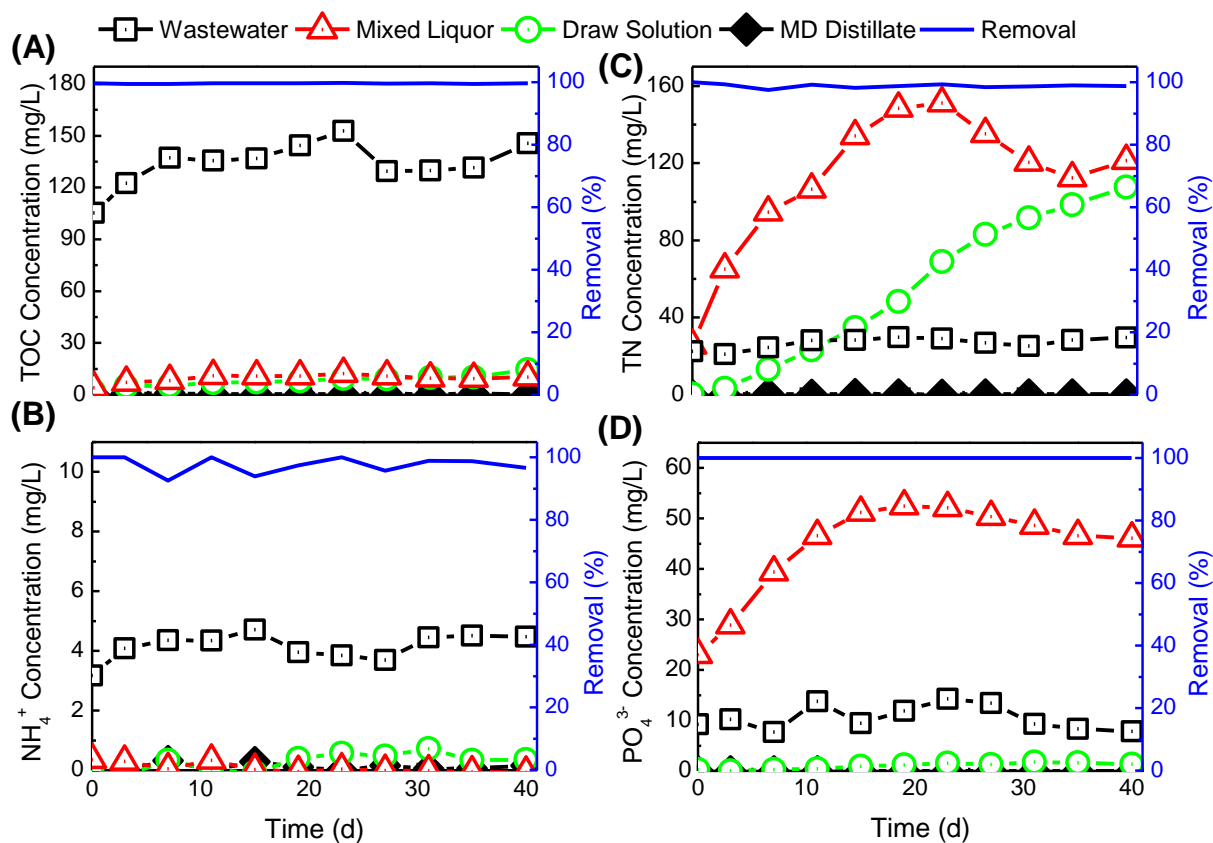 Wastewater Mixed Liquor Draw Solution MD Distillate Removal
(A)
TOC Concentration (mg/L)
180
150
120
90
60
30
15
0
100
80
60
40
20
0
Removal (%)
(C)
TN Concentration (mg/L)
160
120
80
40
0
100
80
60
40
20
0
Removal (%)
(B)
NH₄⁺ Concentration (mg/L)
10
8
6
4
2
0
100
80
60
40
20
0
Removal (%)
0 10 20 30 40
Time (d)
(D)
PO₄³⁻ Concentration (mg/L)
60
50
40
30
20
10
0
100
80
60
40
20
0
Removal (%)
0 10 20 30 40
Time (d)